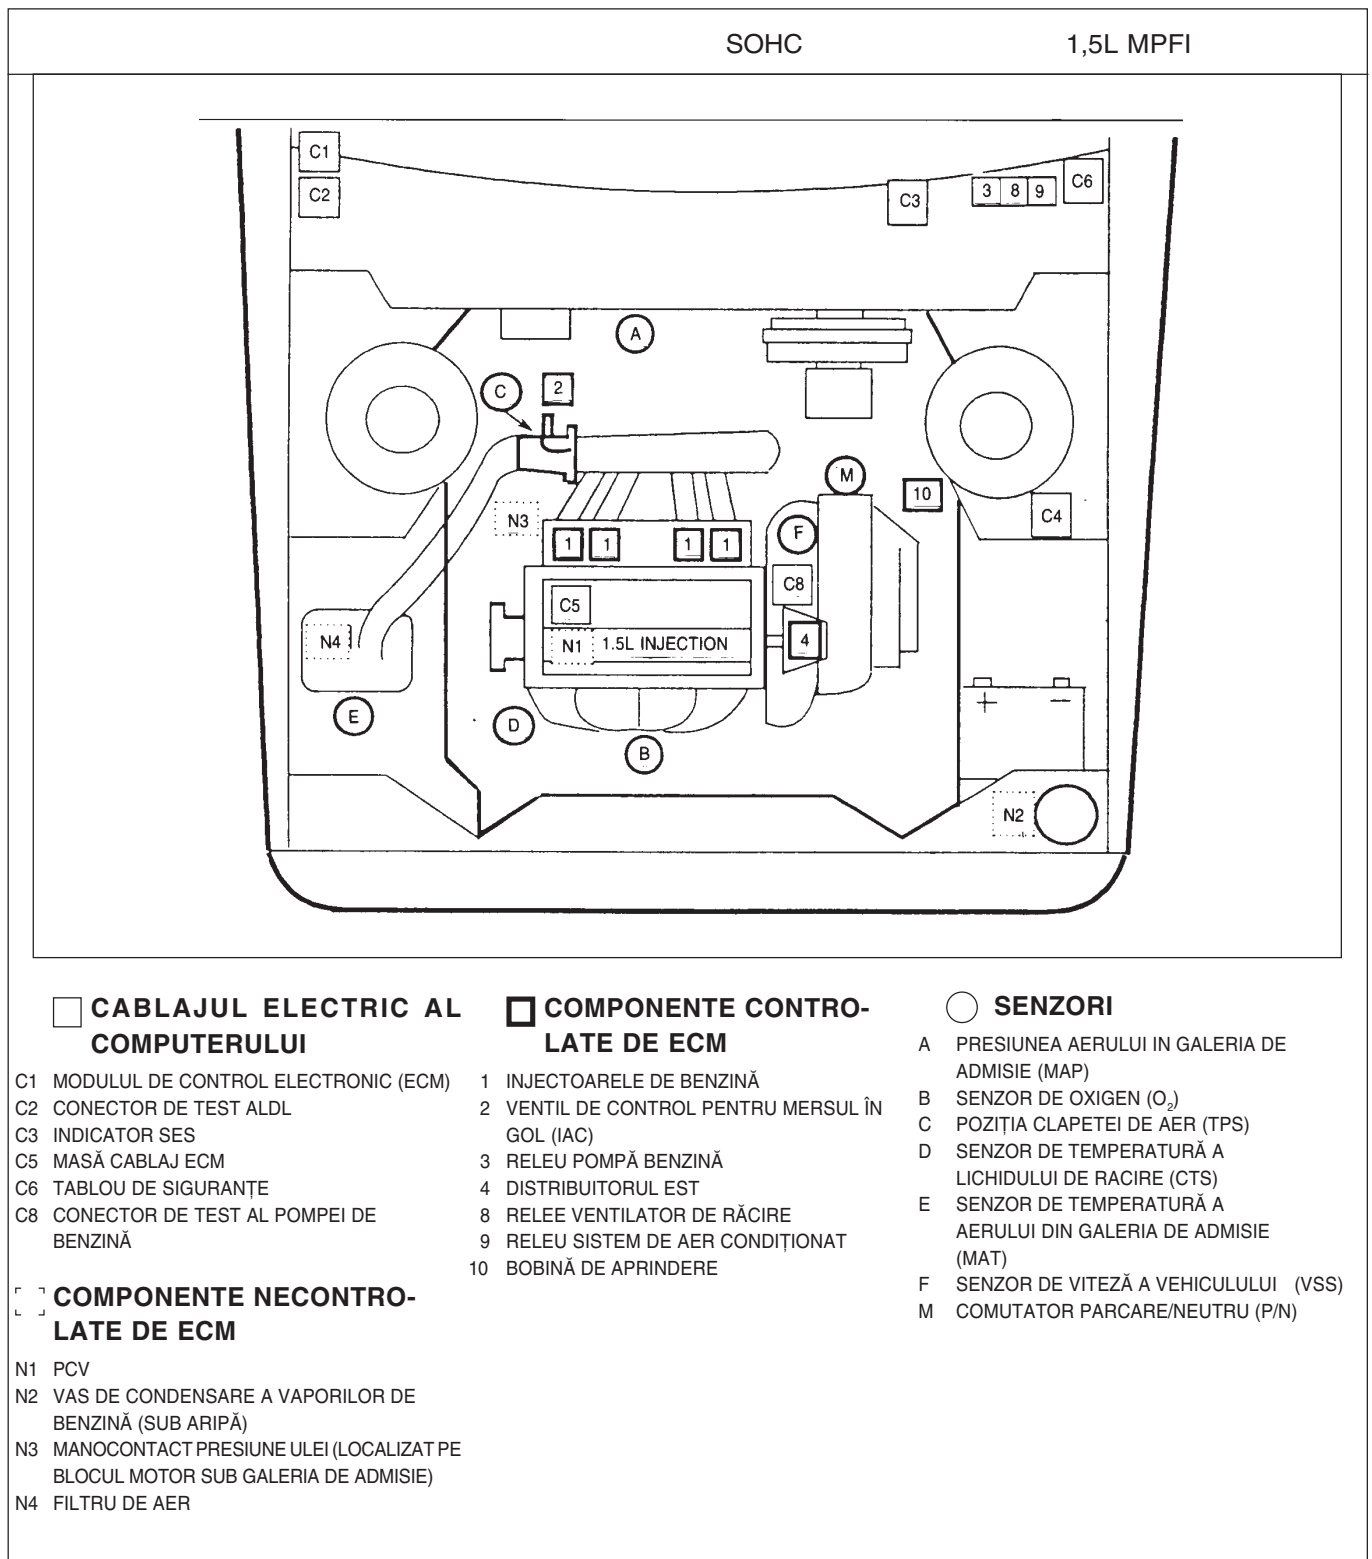 SOHC 1,5L MPFI
C1
C2
C3
3 8 9
C6
A
C
2
M
10
C4
N3
F
1 1 1 1
C8
C5
N4
N1 1.5L INJECTION
4
E
D
B
+ −
N2
CABLAJUL ELECTRIC AL
COMPUTERULUI
C1 MODULUL DE CONTROL ELECTRONIC (ECM)
C2 CONECTOR DE TEST ALDL
C3 INDICATOR SES
C5 MASĂ CABLAJ ECM
C6 TABLOU DE SIGURANȚE
C8 CONECTOR DE TEST AL POMPEI DE
BENZINĂ
COMPONENTE NECONTRO-
LATE DE ECM
N1 PCV
N2 VAS DE CONDENSARE A VAPORILOR DE
BENZINĂ (SUB ARIPĂ)
N3 MANOCONTACT PRESIUNE ULEI (LOCALIZAT PE
BLOCUL MOTOR SUB GALERIA DE ADMISIE)
N4 FILTRU DE AER
COMPONENTE CONTRO-
LATE DE ECM
1 INJECTOARELE DE BENZINĂ
2 VENTIL DE CONTROL PENTRU MERSUL ÎN
GOL (IAC)
3 RELEU POMPĂ BENZINĂ
4 DISTRIBUITORUL EST
8 RELEE VENTILATOR DE RĂCIRE
9 RELEU SISTEM DE AER CONDIȚIONAT
10 BOBINĂ DE APRINDERE
SENZORI
A PRESIUNEA AERULUI IN GALERIA DE
ADMISIE (MAP)
B SENZOR DE OXIGEN (O₂)
C POZIȚIA CLAPETEI DE AER (TPS)
D SENZOR DE TEMPERATURĂ A
LICHIDULUI DE RACIRE (CTS)
E SENZOR DE TEMPERATURĂ A
AERULUI DIN GALERIA DE ADMISIE
(MAT)
F SENZOR DE VITEZĂ A VEHICULULUI (VSS)
M COMUTATOR PARCARE/NEUTRU (P/N)